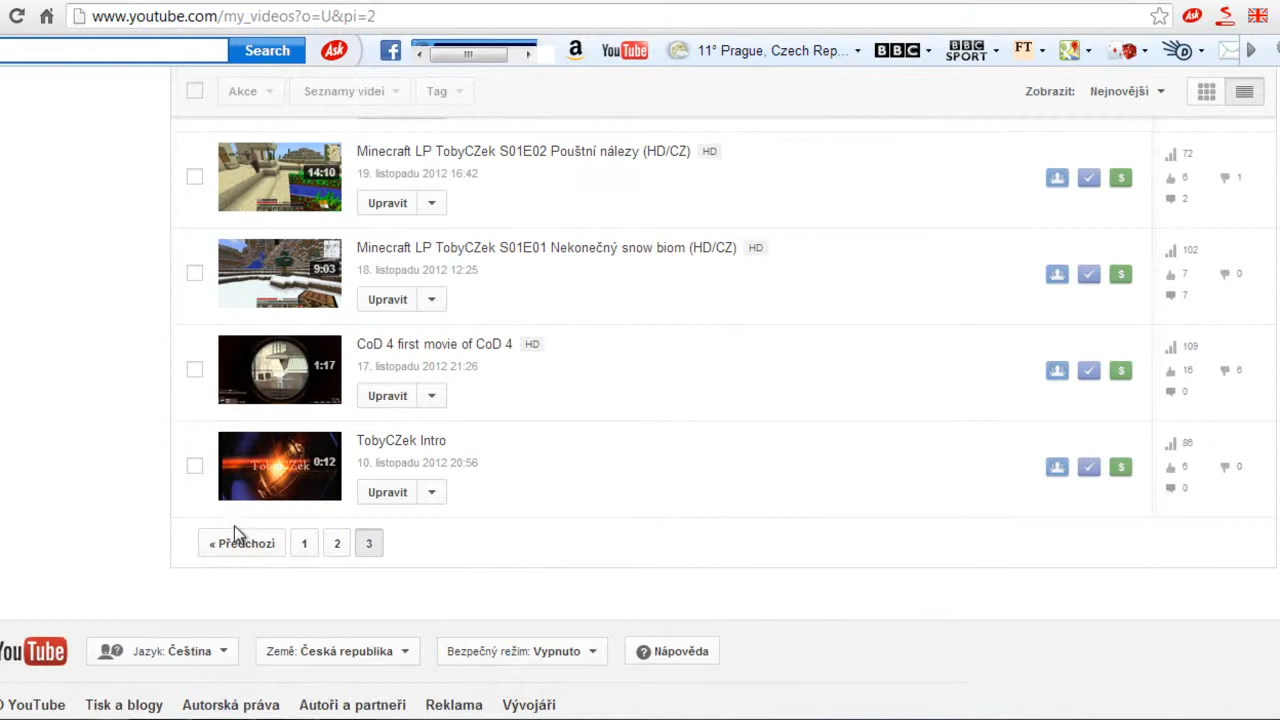 www.youtube.com/my_videos?o=U&pi=2
Search Ask YouTube 11° Prague, Czech Rep... BBC BBC SPORT FT
Akce Seznamy videí Tag Zobrazit: Nejnovější
Minecraft LP TobyCZek S01E02 Pouštní nálezy (HD/CZ) HD
72
14:10
19. listopadu 2012 16:42
6 1
Upravit
2
Minecraft LP TobyCZek S01E01 Nekonečný snow biom (HD/CZ) HD
102
9:03
18. listopadu 2012 12:25
7 0
Upravit
7
CoD 4 first movie of CoD 4 HD
109
1:17
17. listopadu 2012 21:26
16 6
Upravit
0
TobyCZek Intro
86
TobyCZek 0:12
10. listopadu 2012 20:56
6 0
Upravit
0
« Předchozí 1 2 3
YouTube Jazyk: Čeština Země: Česká republika Bezpečný režim: Vypnuto Nápověda
O YouTube Tisk a blogy Autorská práva Autoři a partneři Reklama Vývojáři